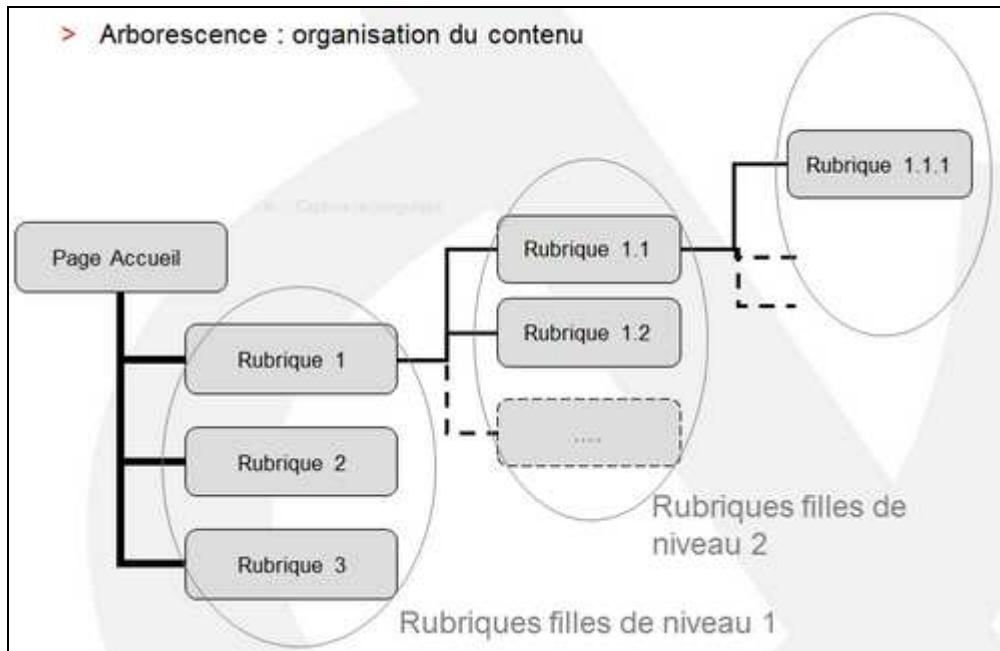 > Arborescence : organisation du contenu
Rubrique 1.1.1
Page Accueil
Rubrique 1.1
Rubrique 1
Rubrique 1.2
....
Rubrique 2
Rubriques filles de
niveau 2
Rubrique 3
Rubriques filles de niveau 1